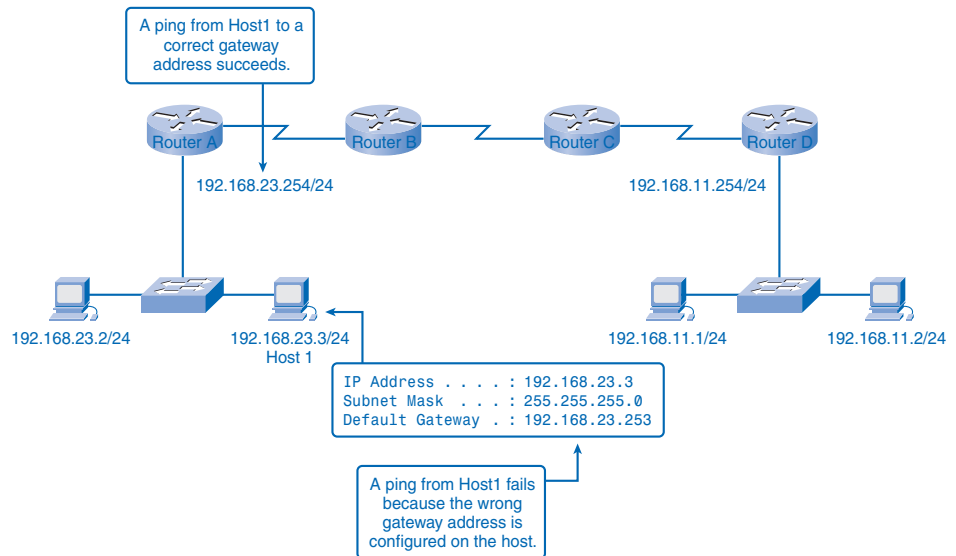 A ping from Host1 to a
correct gateway
address succeeds.
Router A
Router B
Router C
Router D
192.168.23.254/24
192.168.11.254/24
192.168.23.2/24
192.168.23.3/24
Host 1
192.168.11.1/24
192.168.11.2/24
IP Address . . . . : 192.168.23.3
Subnet Mask . . . : 255.255.255.0
Default Gateway . : 192.168.23.253
A ping from Host1 fails
because the wrong
gateway address is
configured on the host.